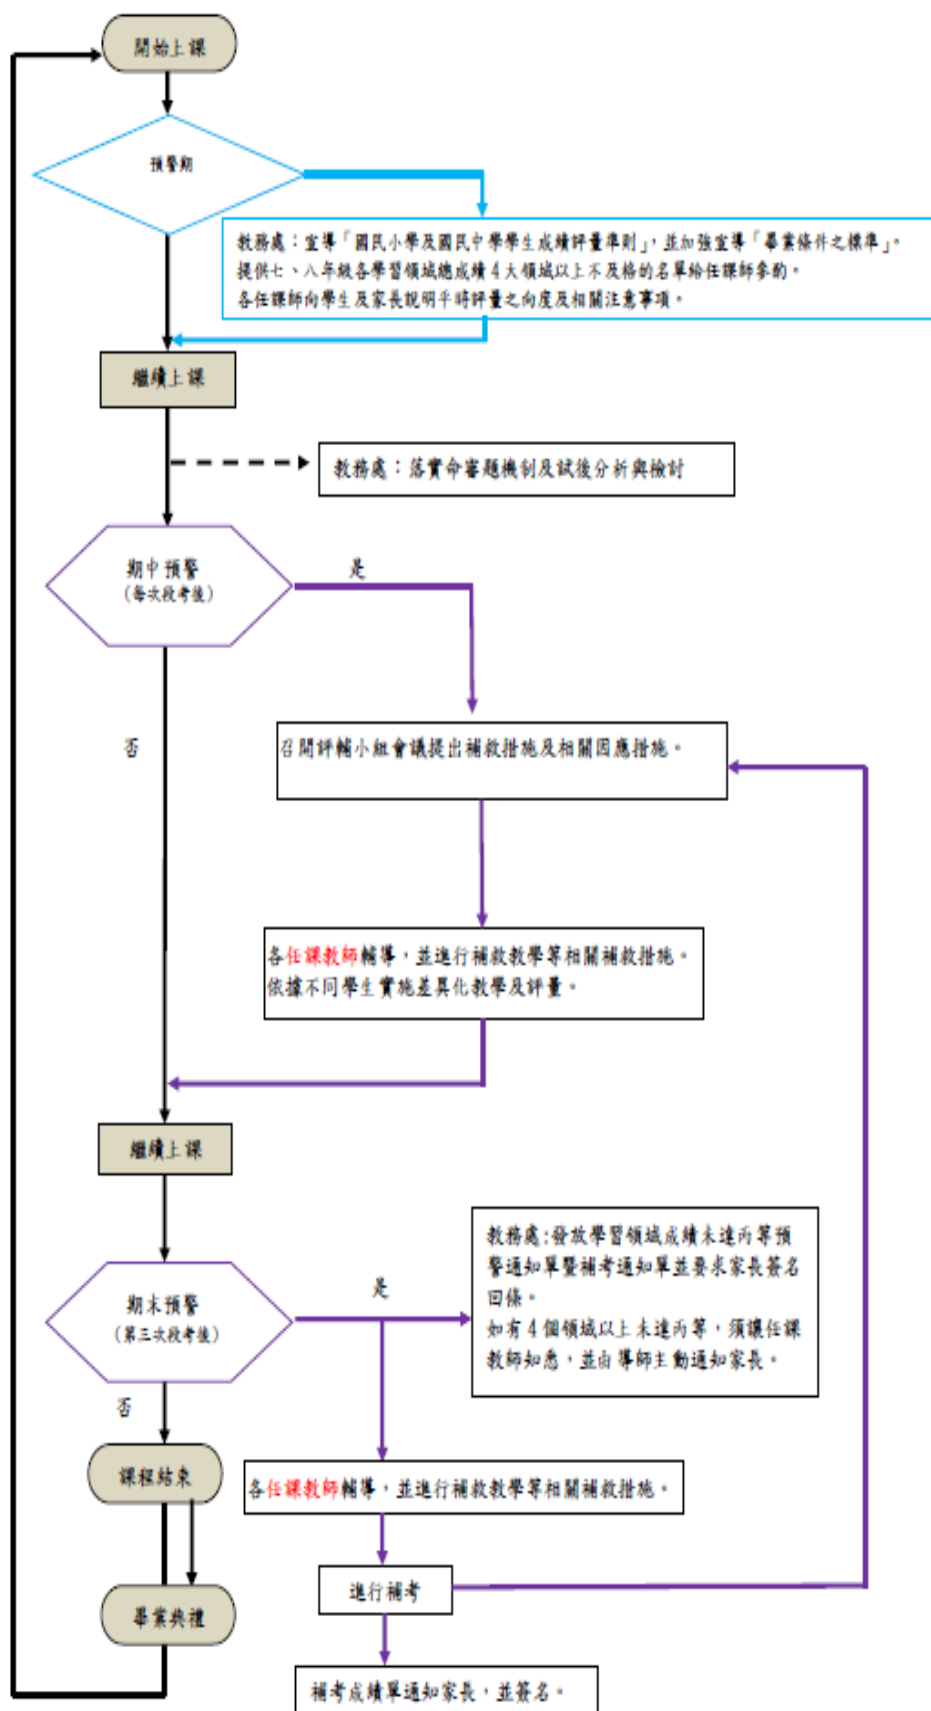 開始上課
預警期
教務處：宣導「國民小學及國民中學學生成績評量準則」，並加強宣導「畢業條件之標準」。
提供七、八年級各學習領域總成績4大領域以上不及格的名單給任課師參酌。
各任課師向學生及家長說明平時評量之向度及相關注意事項。
繼續上課
教務處：落實命審題機制及試後分析與檢討
期中預警
（每次段考後）
是
否
召開評輔小組會議提出補救措施及相關因應措施。
各任課教師輔導，並進行補救教學等相關補救措施。
依據不同學生實施差異化教學及評量。
繼續上課
教務處：發放學習領域成績未達丙等預
警通知單暨補考通知單並要求家長簽名
回條。
如有4個領域以上未達丙等，須讓任課
教師知悉，並由導師主動通知家長。
期末預警
（第三次段考後）
是
否
課程結束
各任課教師輔導，並進行補救教學等相關補救措施。
進行補考
畢業典禮
補考成績單通知家長，並簽名。